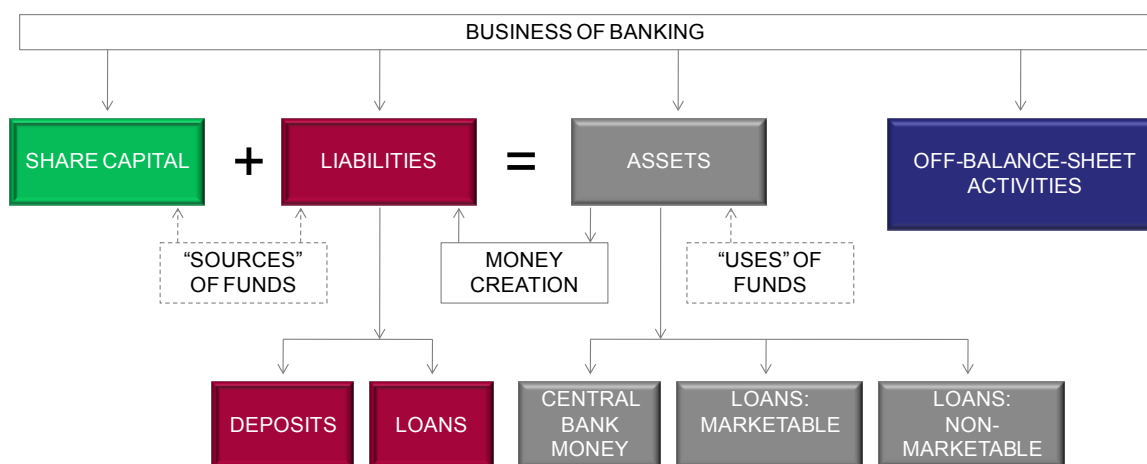 BUSINESS OF BANKING
SHARE CAPITAL
+
LIABILITIES
=
ASSETS
OFF-BALANCE-SHEET
ACTIVITIES
“SOURCES”
OF FUNDS
MONEY
CREATION
“USES” OF
FUNDS
DEPOSITS
LOANS
CENTRAL
BANK
MONEY
LOANS:
MARKETABLE
LOANS:
NON-
MARKETABLE